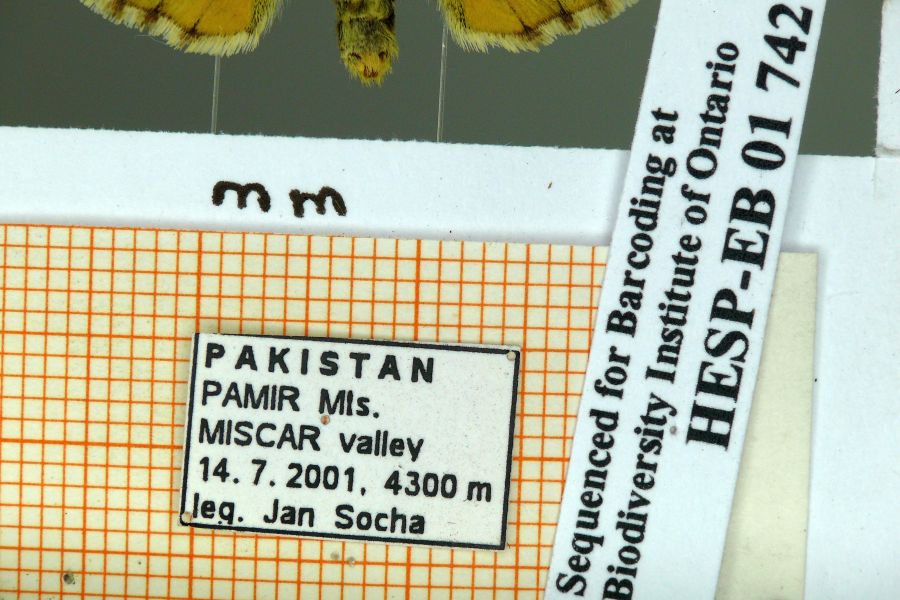 mm
PAKISTAN
PAMIR Mts.
MISCAR valley
14. 7. 2001, 4300 m
leg. Jan Socha
Sequenced for Barcoding at
Biodiversity Institute of Ontario
HESP-EB 01 742